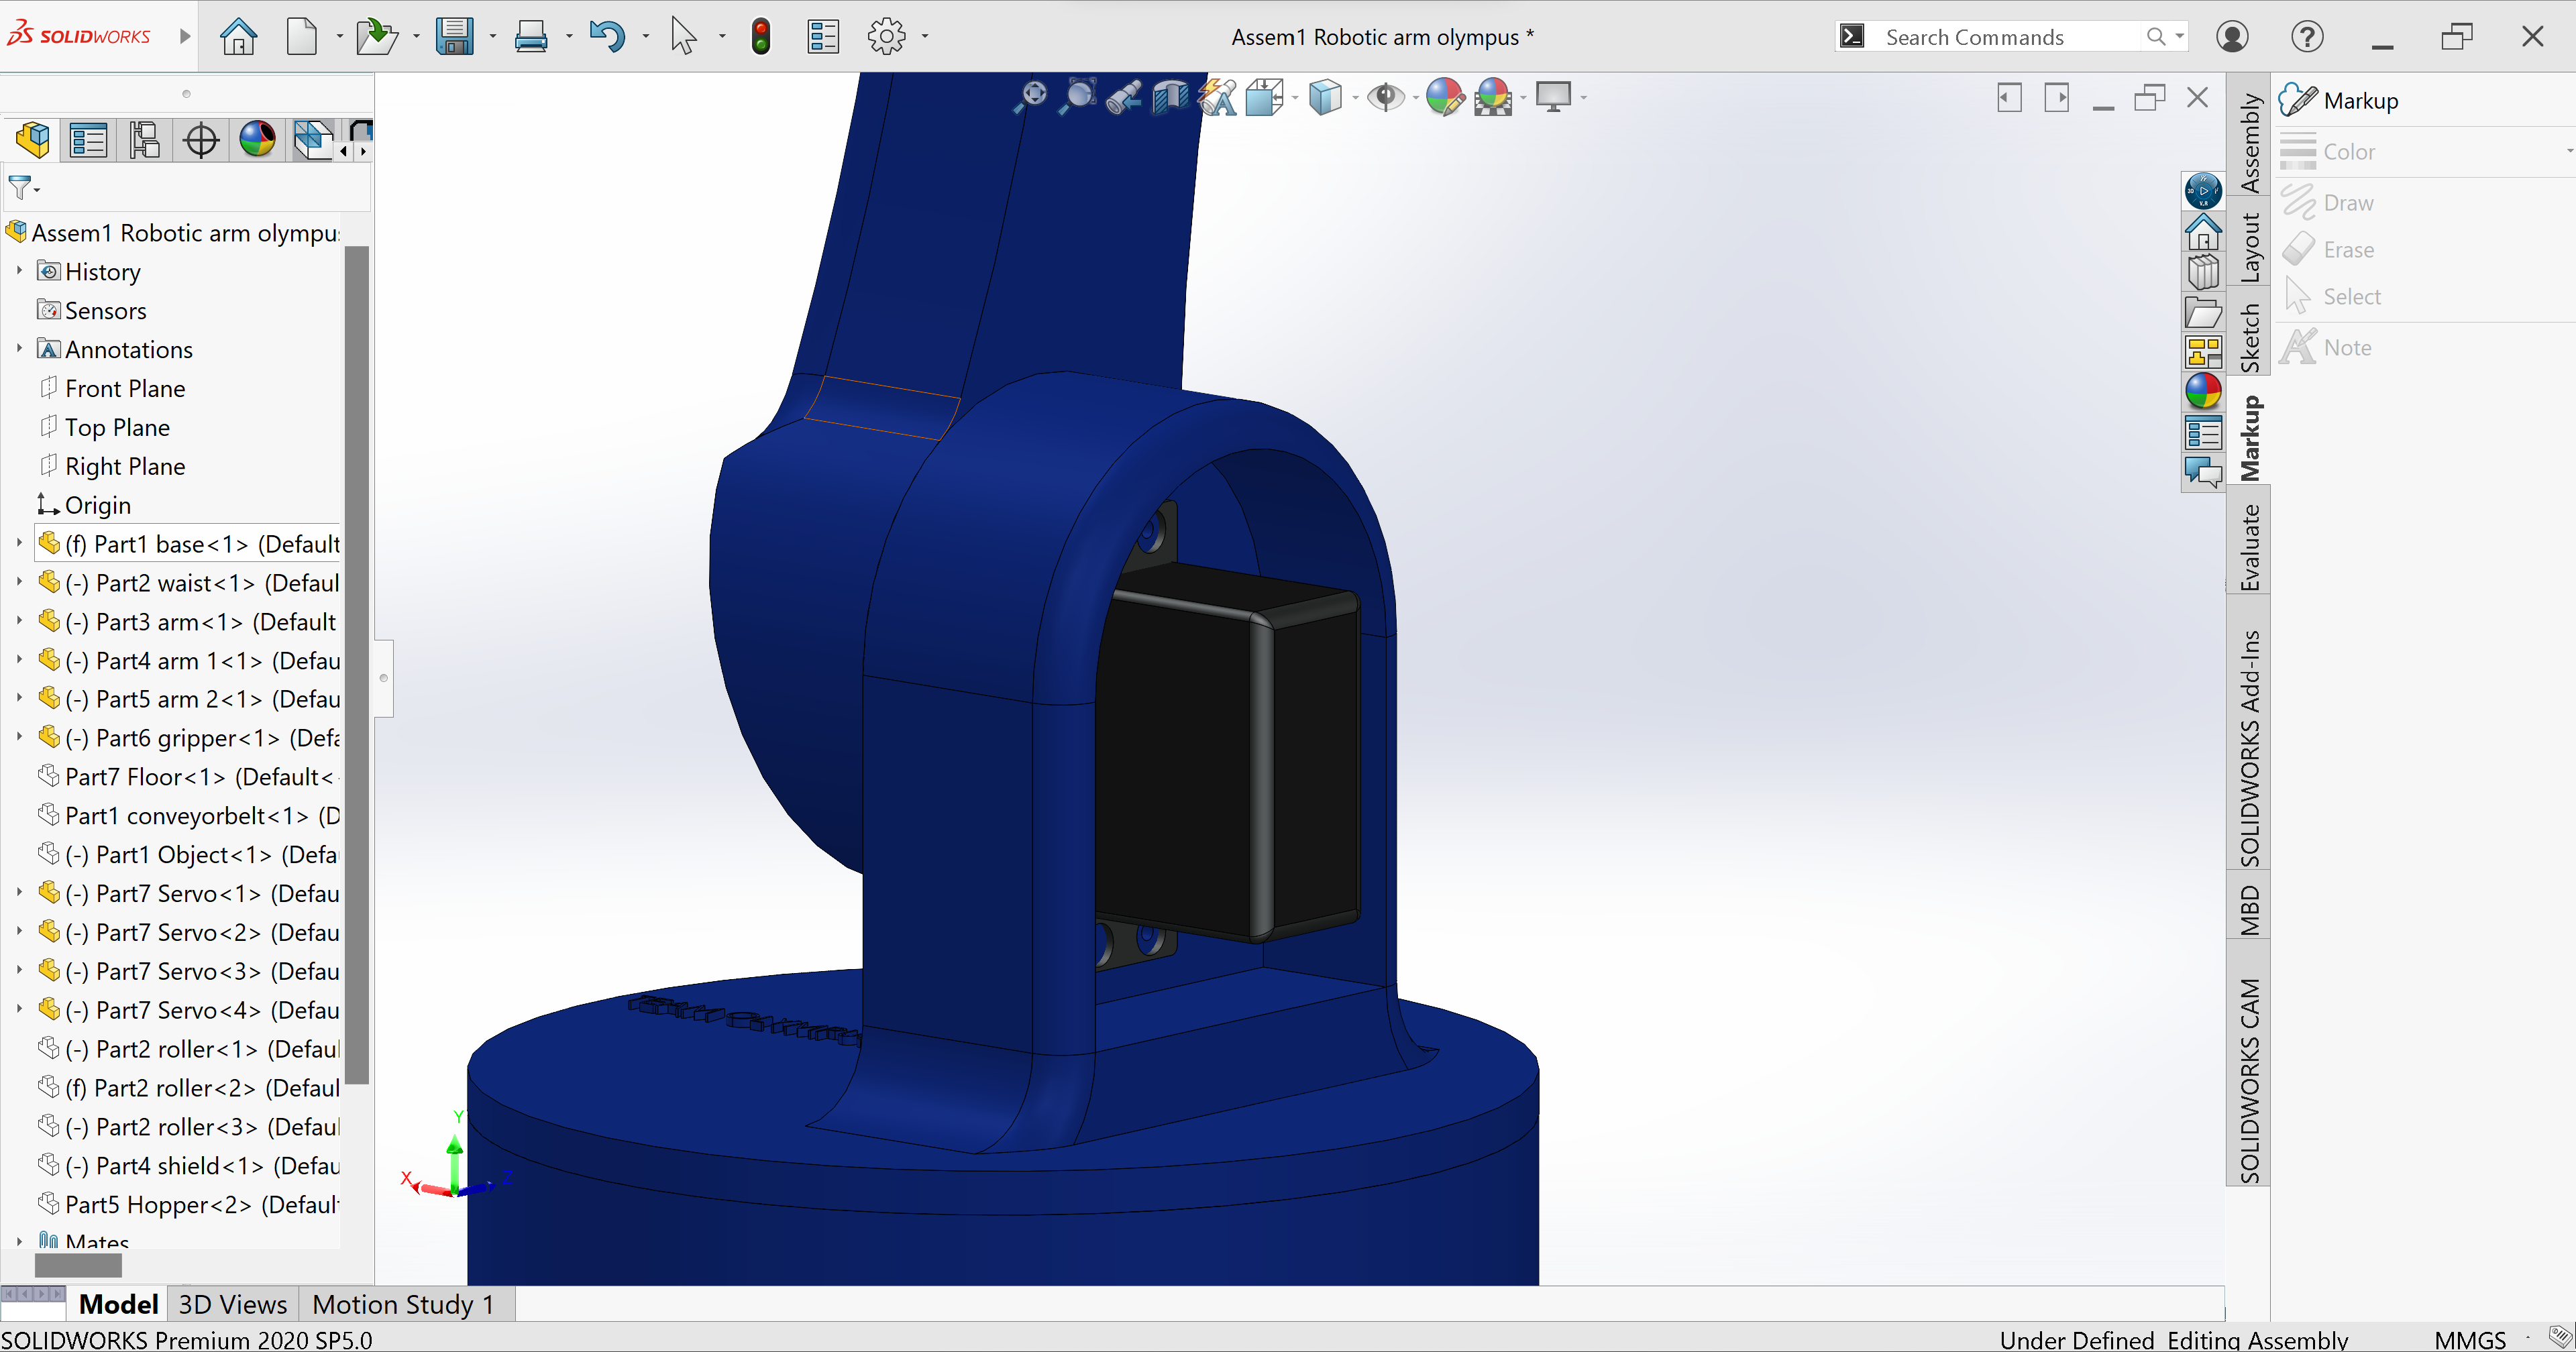 SOLIDWORKS
Assem1 Robotic arm olympus *
Search Commands
Assem1 Robotic arm olympus
History
Sensors
Annotations
Front Plane
Top Plane
Right Plane
Origin
(f) Part1 base<1> (Default
(-) Part2 waist<1> (Defaul
(-) Part3 arm<1> (Default
(-) Part4 arm 1<1> (Defau
(-) Part5 arm 2<1> (Defau
(-) Part6 gripper<1> (Defa
Part7 Floor<1> (Default<
Part1 conveyorbelt<1> (D
(-) Part1 Object<1> (Defa
(-) Part7 Servo<1> (Defau
(-) Part7 Servo<2> (Defau
(-) Part7 Servo<3> (Defau
(-) Part7 Servo<4> (Defau
(-) Part2 roller<1> (Defaul
(f) Part2 roller<2> (Defaul
(-) Part2 roller<3> (Defaul
(-) Part4 shield<1> (Defau
Part5 Hopper<2> (Default
Mates
Y
X
Z
Assembly
Layout
Sketch
Markup
Evaluate
SOLIDWORKS Add-Ins
MBD
SOLIDWORKS CAM
Markup
Color
Draw
Erase
Select
Note
Model
3D Views
Motion Study 1
SOLIDWORKS Premium 2020 SP5.0
Under Defined
Editing Assembly
MMGS